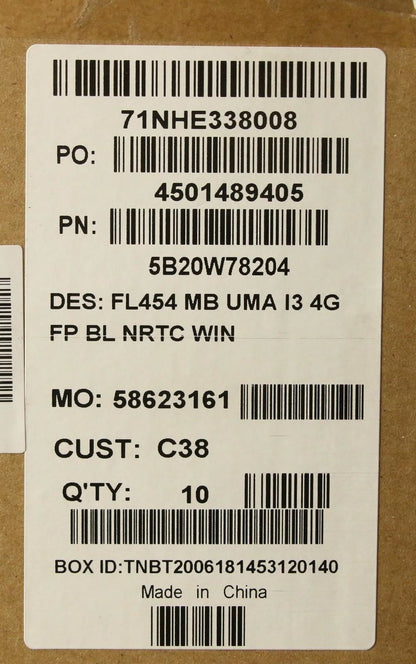 71NHE338008
PO:
4501489405
PN:
5B20W78204
DES: FL454 MB UMA I3 4G
FP BL NRTC WIN
MO: 58623161
CUST: C38
Q'TY: 10
BOX ID:TNBT2006181453120140
Made in China